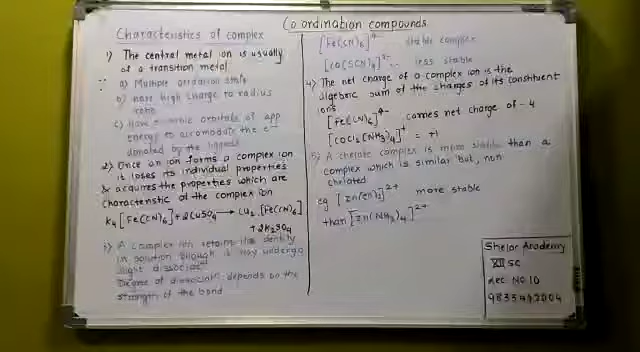 Co ordination compounds
Characteristics of complex
1) The central metal ion is usually
of a transition metal
∵ a) Multiple oxidation state
b) have high charge to radius
ratio
c) Have orbitals of app
energy to accomodate the e⁻
donated by the ligands
2) Once an ion forms a complex ion
it loses its individual properties
& acquires the properties which are
characteristic of the complex ion
K₄[Fe(CN)₆]+2CuSO₄ → Cu₂[Fe(CN)₆]
+2K₂SO₄
3) A complex ion retains its identity
in solution though it may undergo
slight dissociatⁿ
Degree of dissociatⁿ depends on the
strength of the bond
[Fe(CN)₆]⁴⁻ stable complex
[Co(SCN)₄]²⁻ less stable
4) The net charge of a complex ion is the
algebric sum of the charges of its constituent
ions
[Fe(CN)₆]⁴⁻ carries net charge of -4
[COCl₂(NH₃)₄]⁺ = +1
5) A chelate complex is more stable than a
complex which is similar but, non
chelated.
eg [Zn(en)₂]²⁺ more stable
than [Zn(NH₃)₄]²⁺
Shelar Academy
XII SC
Lec No 10